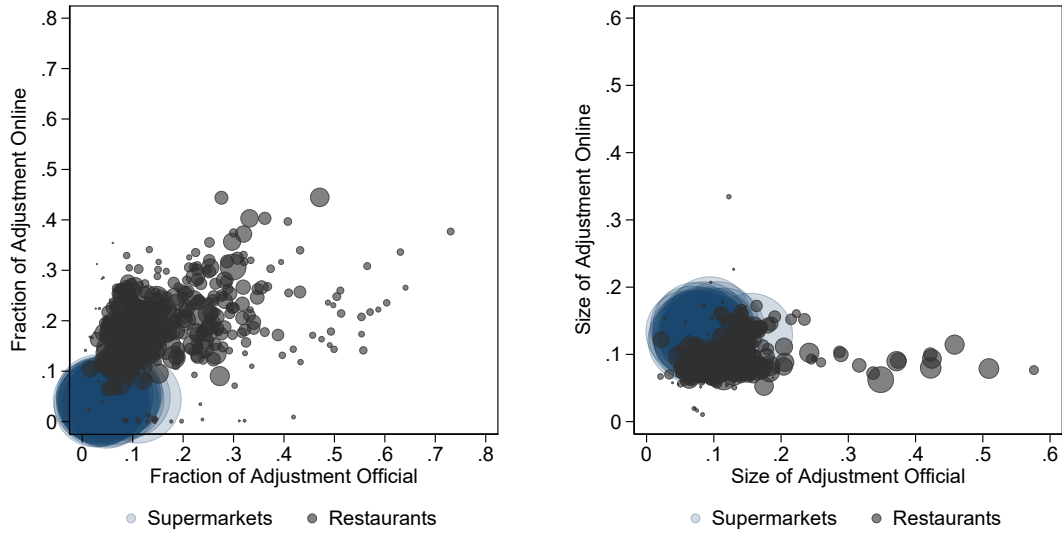 Fraction of Adjustment Online
.8
.7
.6
.5
.4
.3
.2
.1
0
0 .1 .2 .3 .4 .5 .6 .7 .8
Fraction of Adjustment Official
Supermarkets Restaurants
Size of Adjustment Online
.6
.5
.4
.3
.2
.1
0
0 .1 .2 .3 .4 .5 .6
Size of Adjustment Official
Supermarkets Restaurants